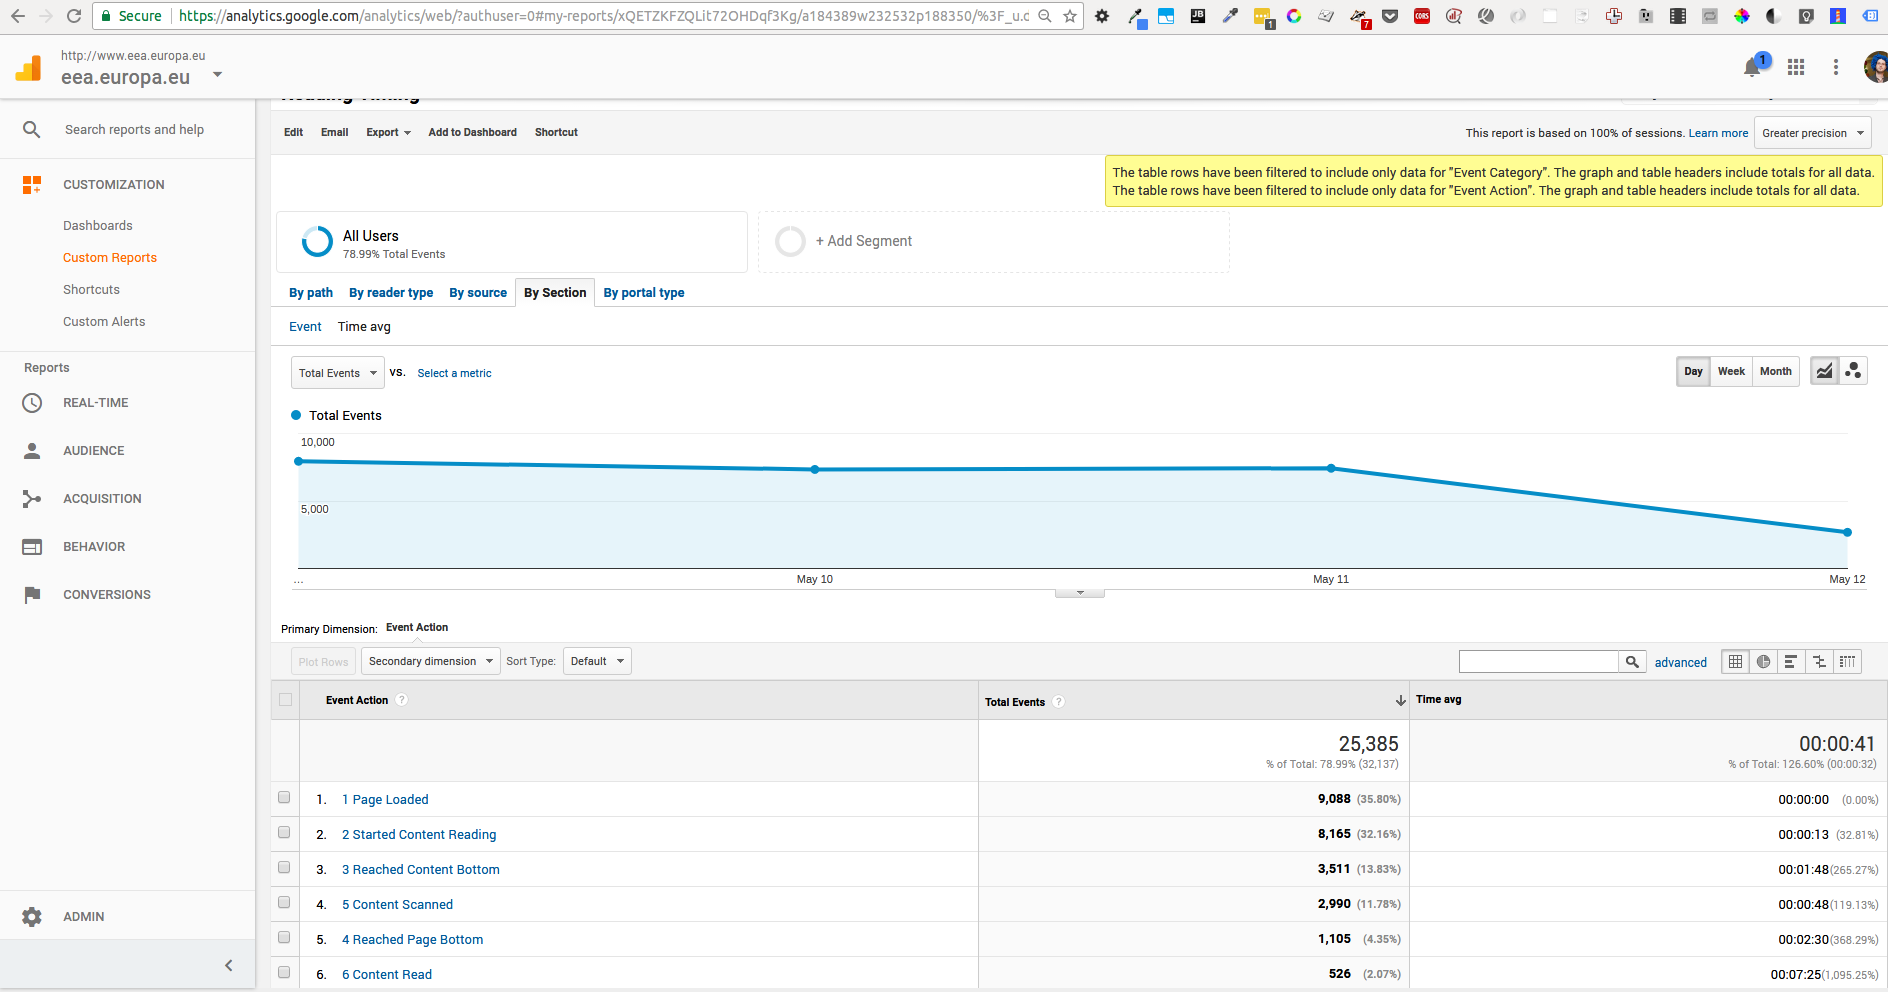 Secure https://analytics.google.com/analytics/web/?authuser=0#my-reports/xQETZKFZQLit72OHDqf3Kg/a184389w232532p188350/%3F_u.d
JB
1
CORS
7
http://www.eea.europa.eu
eea.europa.eu
1
Search reports and help
CUSTOMIZATION
Dashboards
Custom Reports
Shortcuts
Custom Alerts
Reports
REAL-TIME
AUDIENCE
ACQUISITION
BEHAVIOR
CONVERSIONS
ADMIN
Edit Email Export Add to Dashboard Shortcut
This report is based on 100% of sessions. Learn more Greater precision
The table rows have been filtered to include only data for "Event Category". The graph and table headers include totals for all data.
The table rows have been filtered to include only data for "Event Action". The graph and table headers include totals for all data.
All Users
78.99% Total Events
+ Add Segment
By path By reader type By source By Section By portal type
Event Time avg
Total Events vs. Select a metric
Day Week Month
Total Events
10,000
5,000
... May 10 May 11 May 12
Primary Dimension: Event Action
Plot Rows Secondary dimension Sort Type: Default
advanced
Event Action ? Total Events ? Time avg
25,385 00:00:41
% of Total: 78.99% (32,137) % of Total: 126.60% (00:00:32)
1. 1 Page Loaded 9,088 (35.80%) 00:00:00 (0.00%)
2. 2 Started Content Reading 8,165 (32.16%) 00:00:13 (32.81%)
3. 3 Reached Content Bottom 3,511 (13.83%) 00:01:48 (265.27%)
4. 5 Content Scanned 2,990 (11.78%) 00:00:48 (119.13%)
5. 4 Reached Page Bottom 1,105 (4.35%) 00:02:30 (368.29%)
6. 6 Content Read 526 (2.07%) 00:07:25 (1,095.25%)